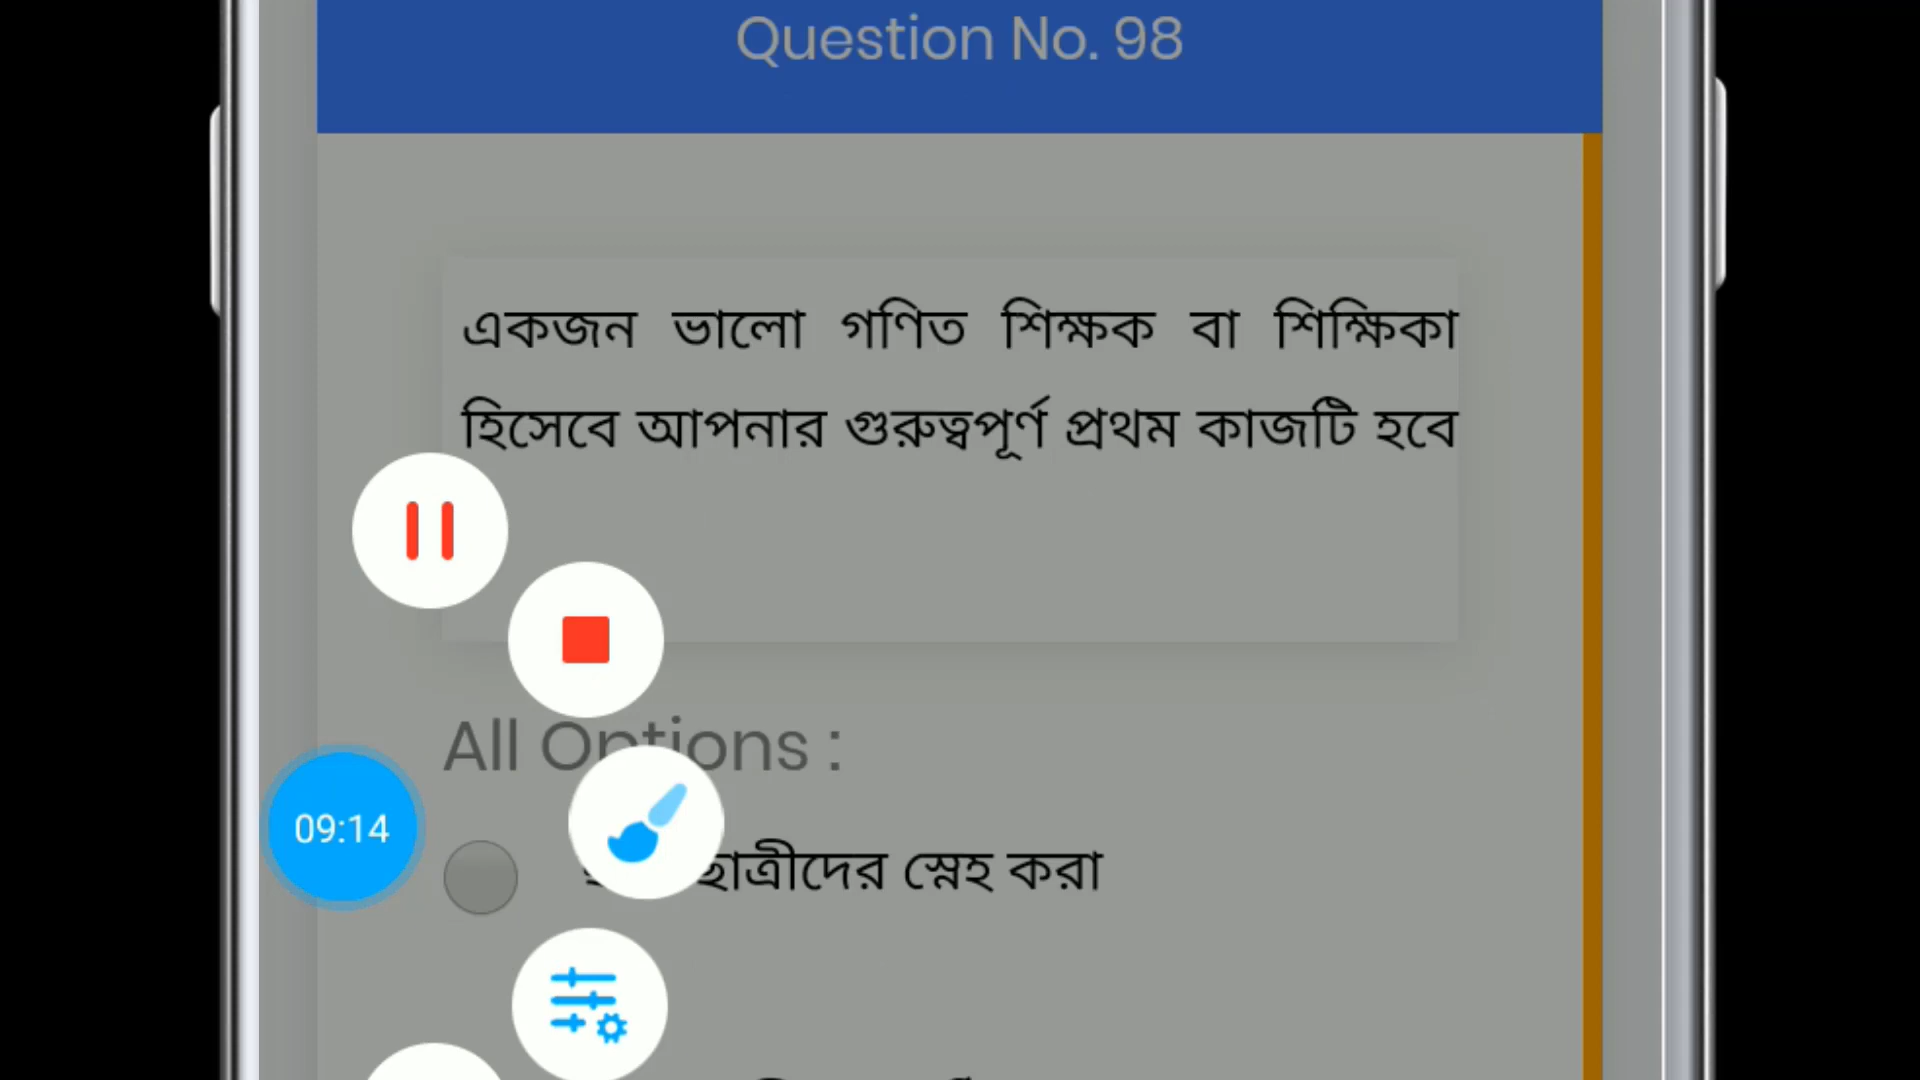 Question No. 98
একজন ভালো গণিত শিক্ষক বা শিক্ষিকা
হিসেবে আপনার গুরুত্বপূর্ণ প্রথম কাজটি হবে
All Options :
09:14
ছাত্রীদের স্নেহ করা